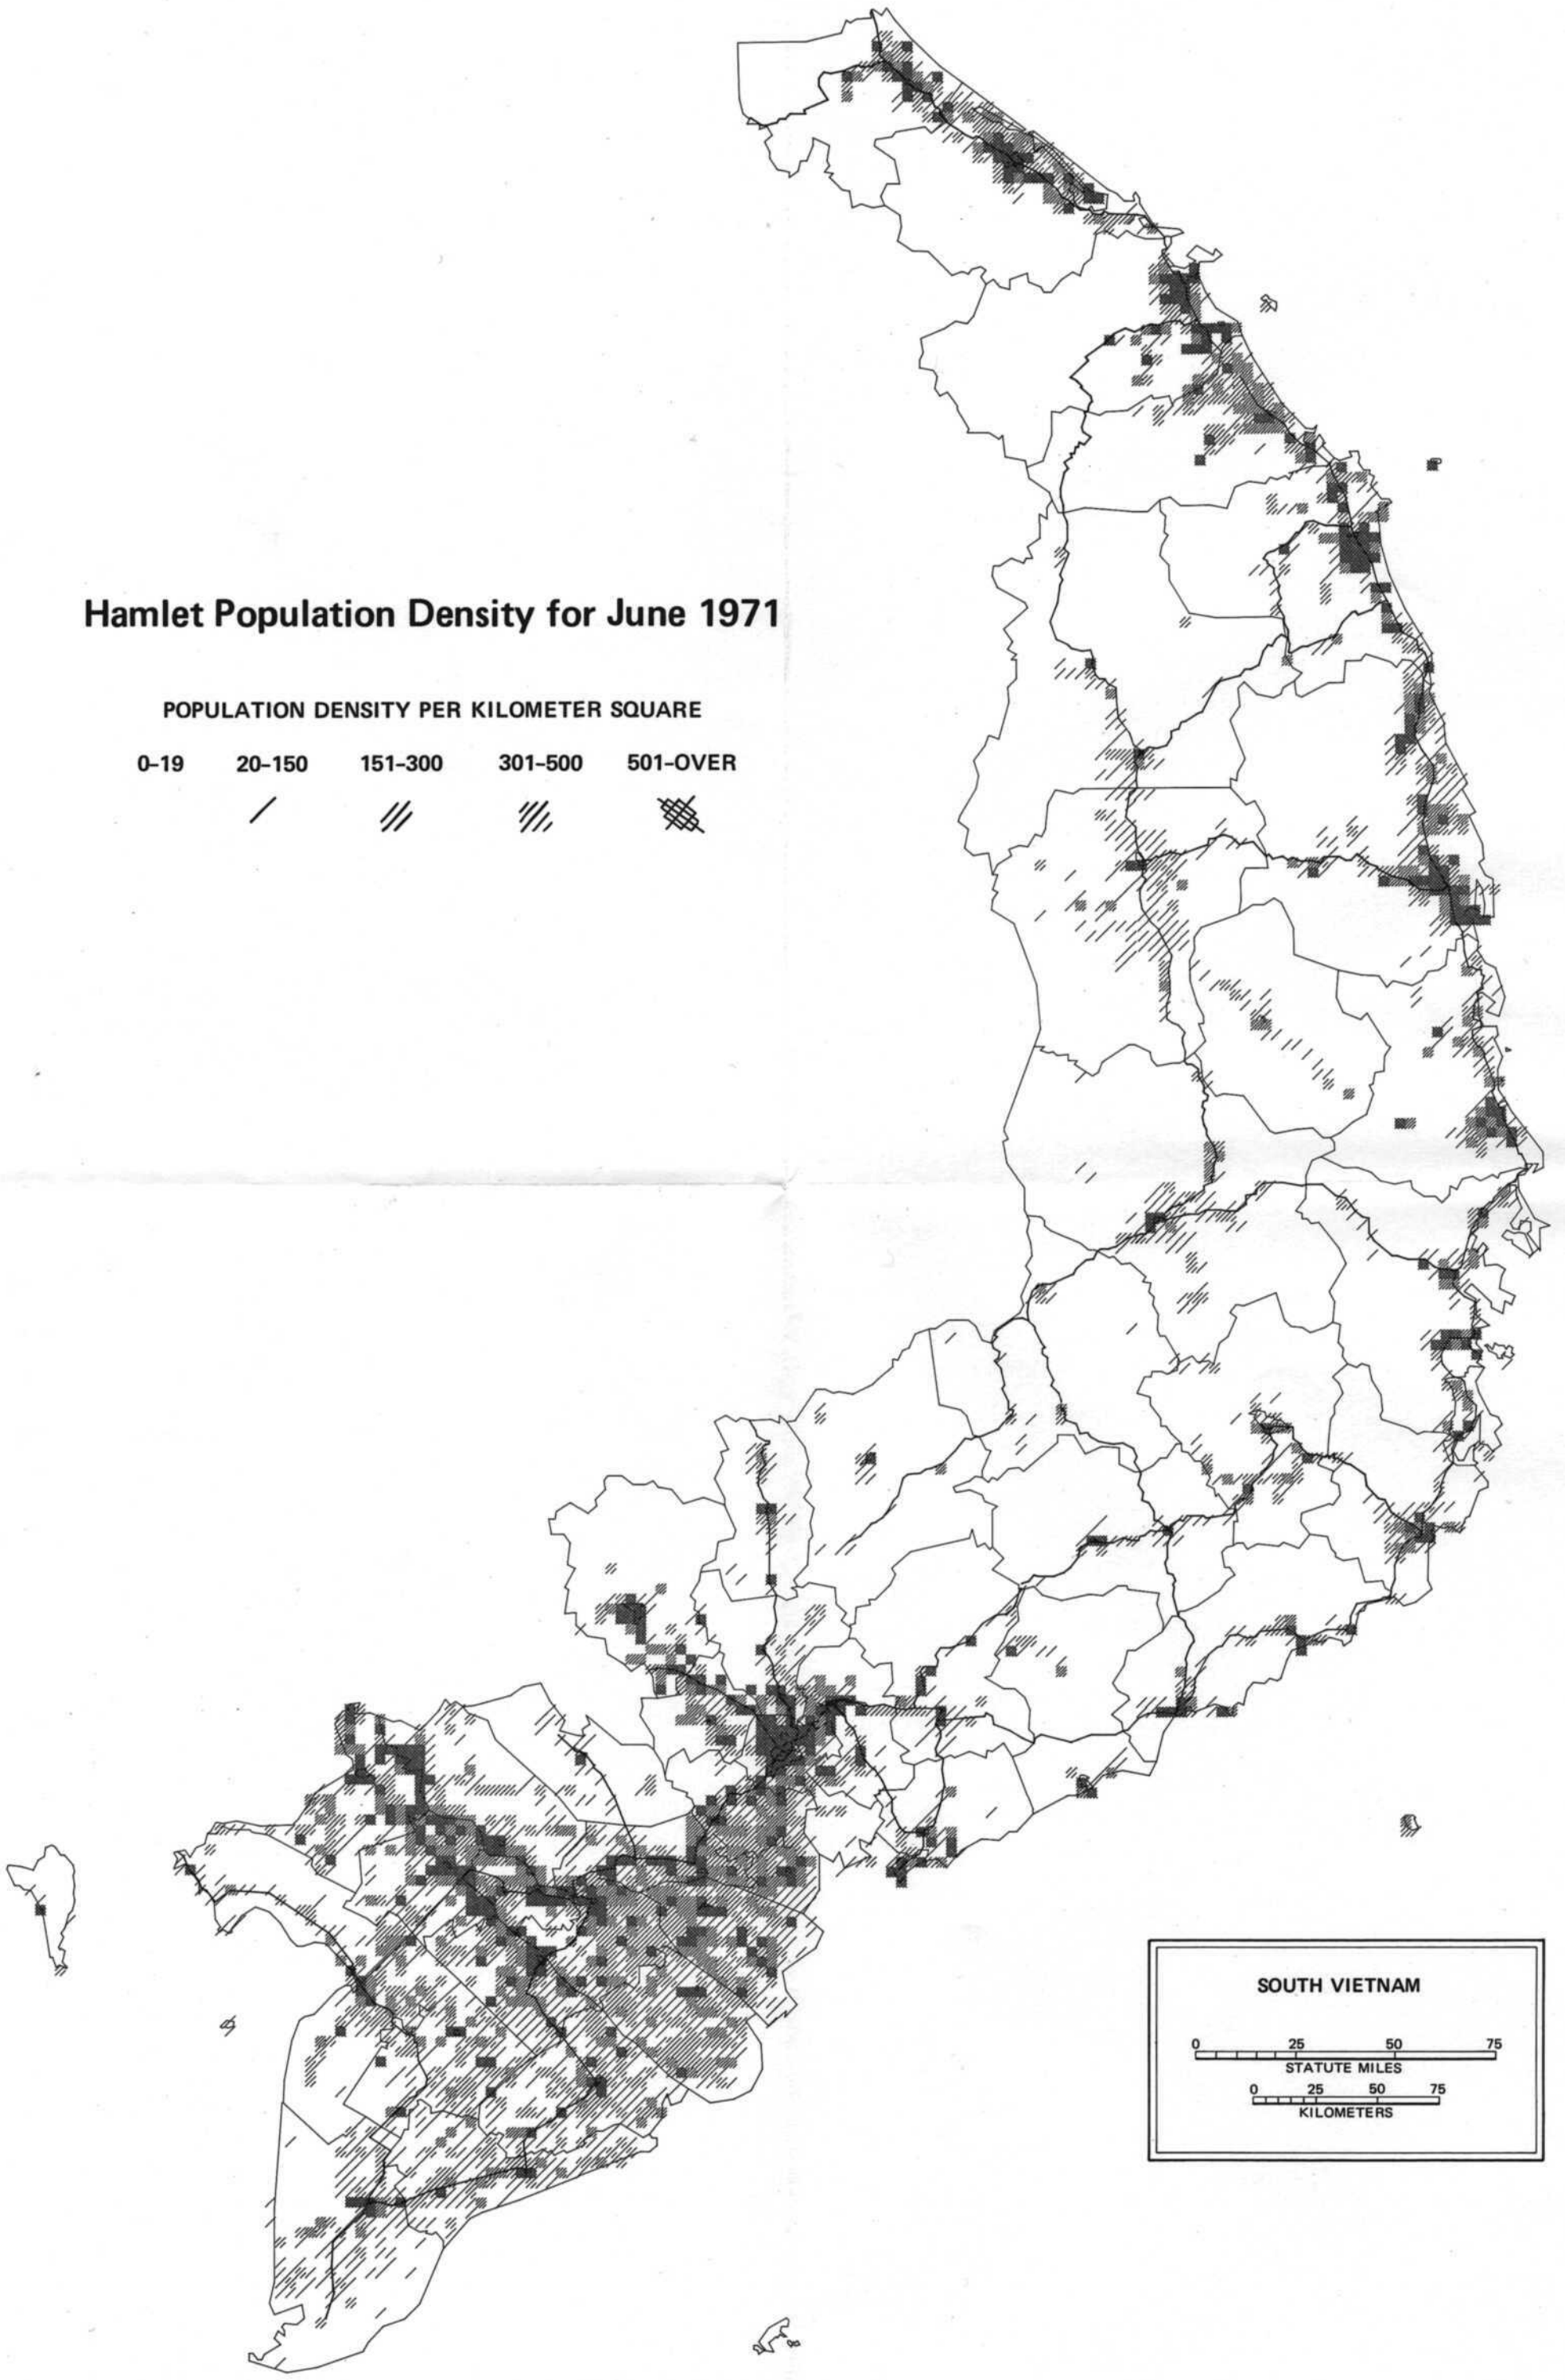 Hamlet Population Density for June 1971
POPULATION DENSITY PER KILOMETER SQUARE
0–19 20–150 151–300 301–500 501–OVER
SOUTH VIETNAM
0 25 50 75
STATUTE MILES
0 25 50 75
KILOMETERS